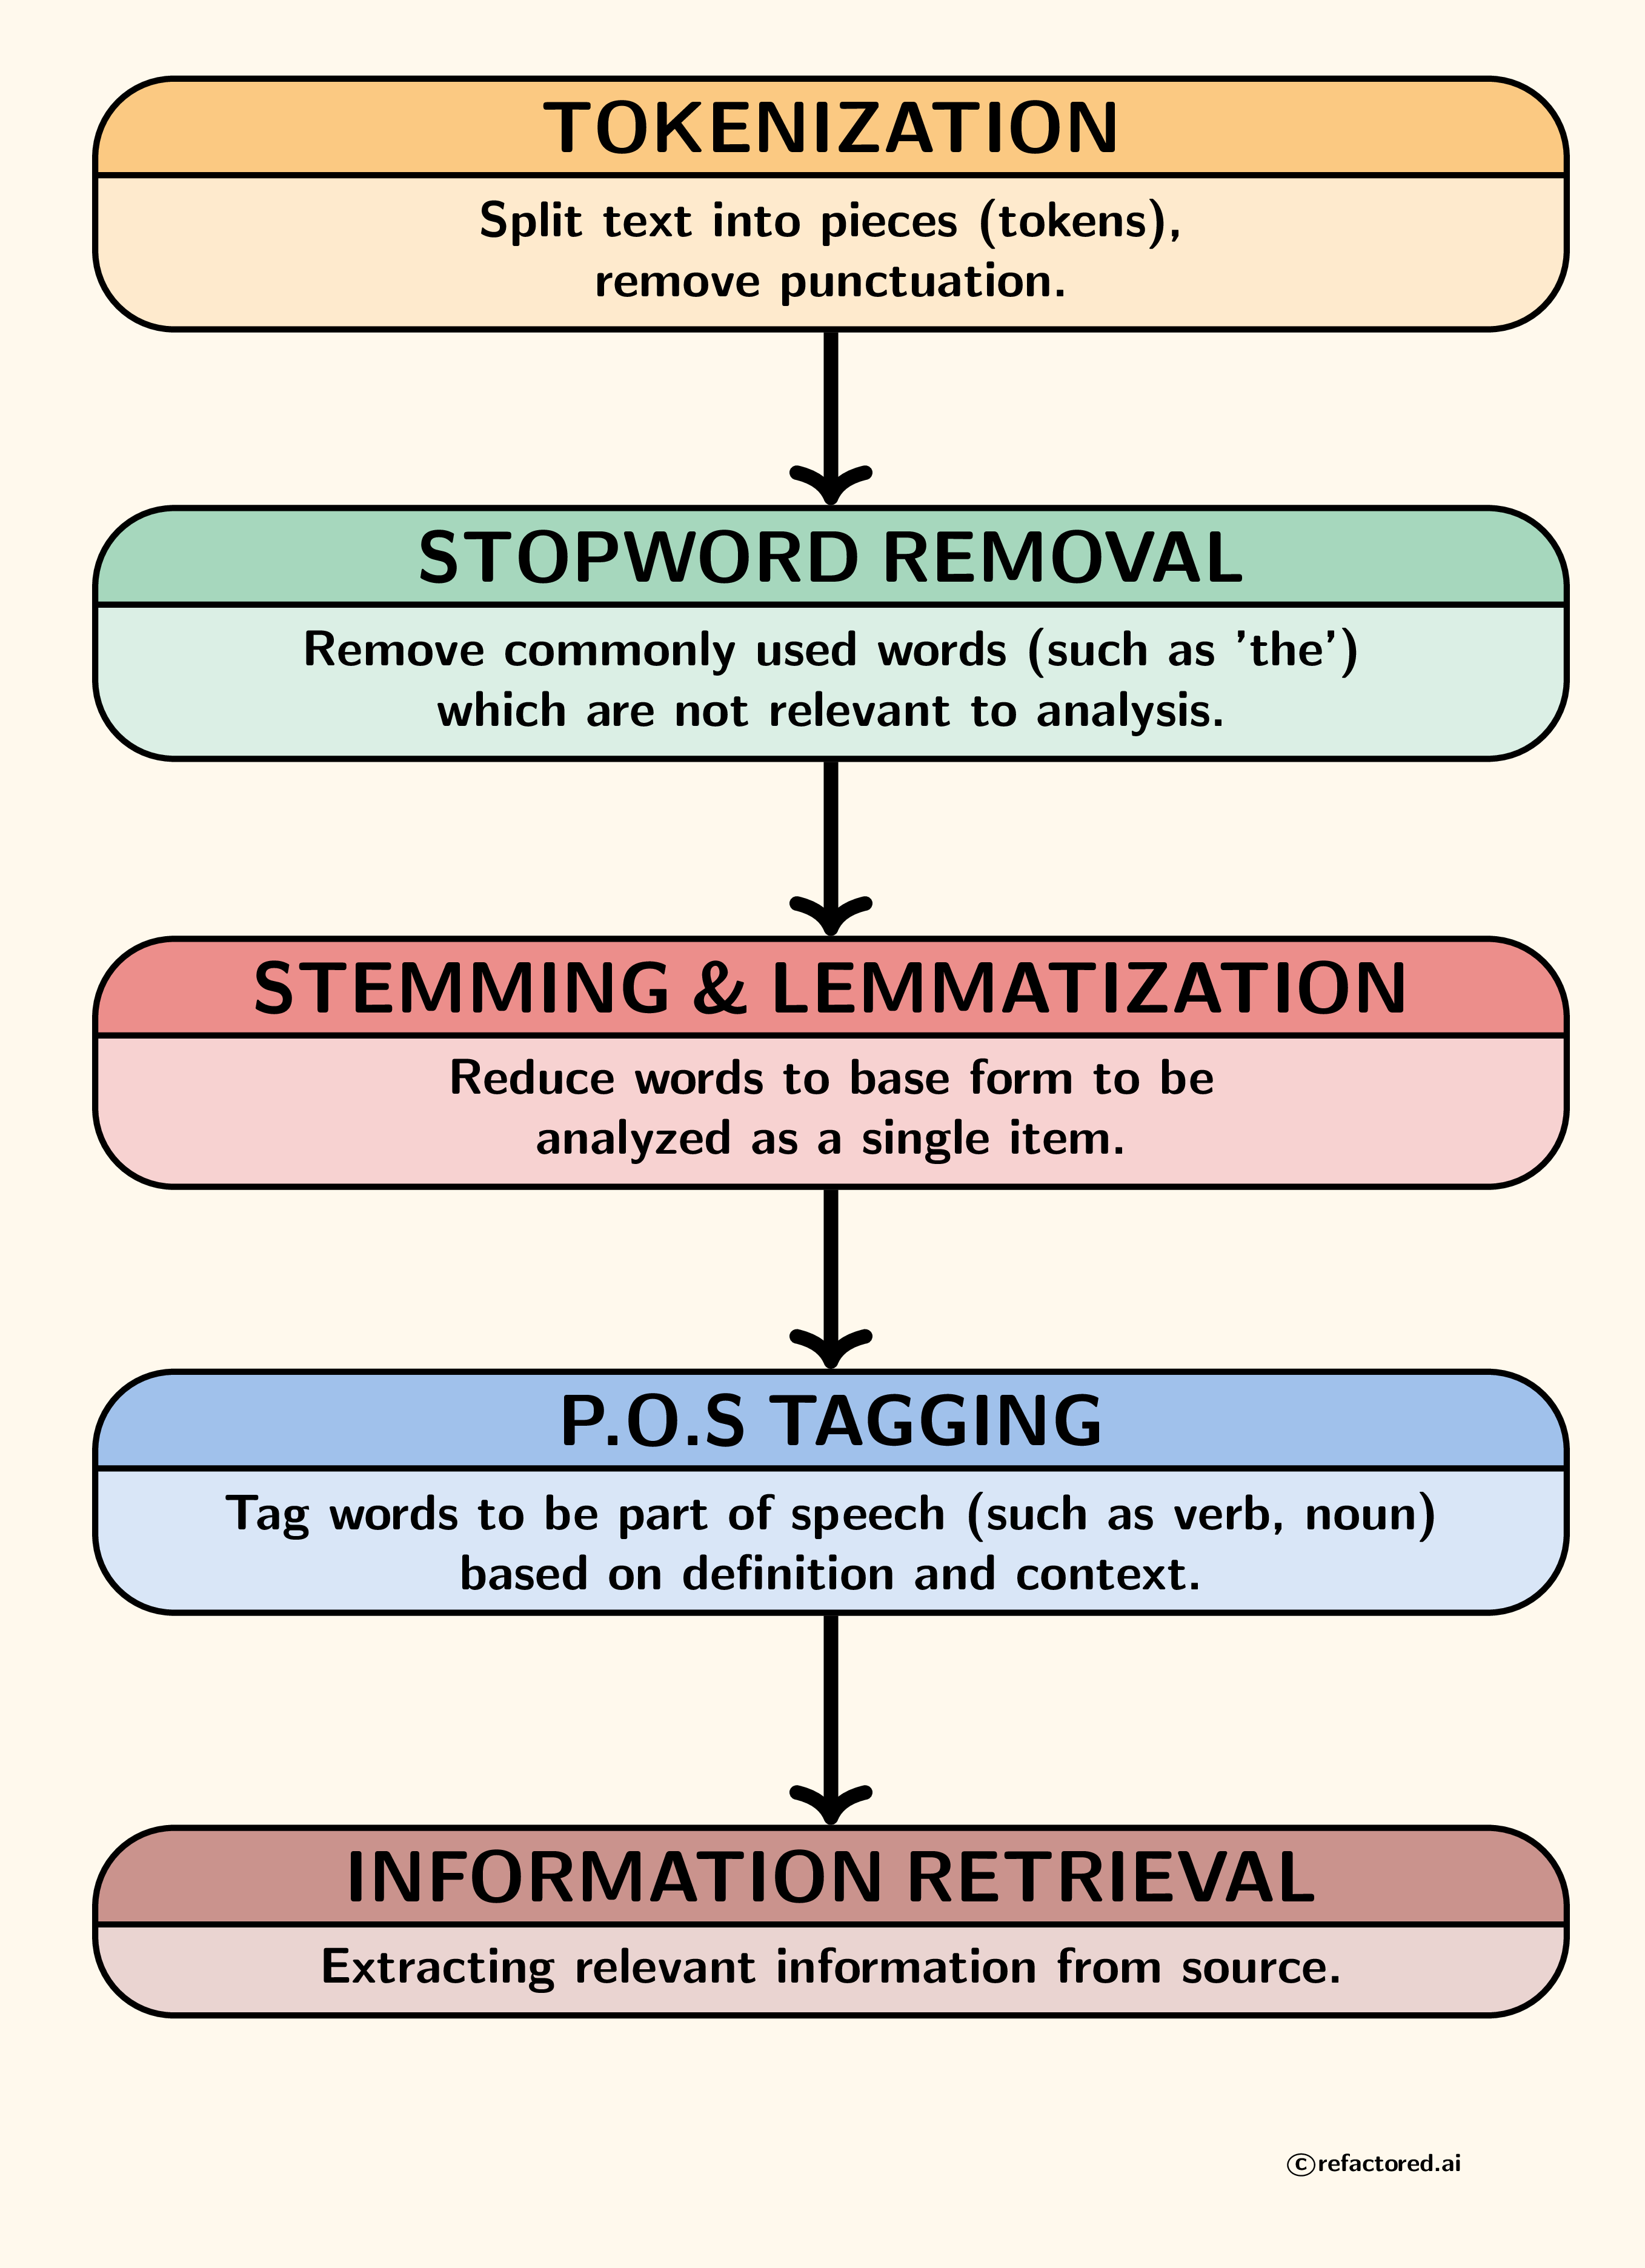 TOKENIZATION
Split text into pieces (tokens),
remove punctuation.
STOPWORD REMOVAL
Remove commonly used words (such as ’the’)
which are not relevant to analysis.
STEMMING & LEMMATIZATION
Reduce words to base form to be
analyzed as a single item.
P.O.S TAGGING
Tag words to be part of speech (such as verb, noun)
based on definition and context.
INFORMATION RETRIEVAL
Extracting relevant information from source.
©refactored.ai